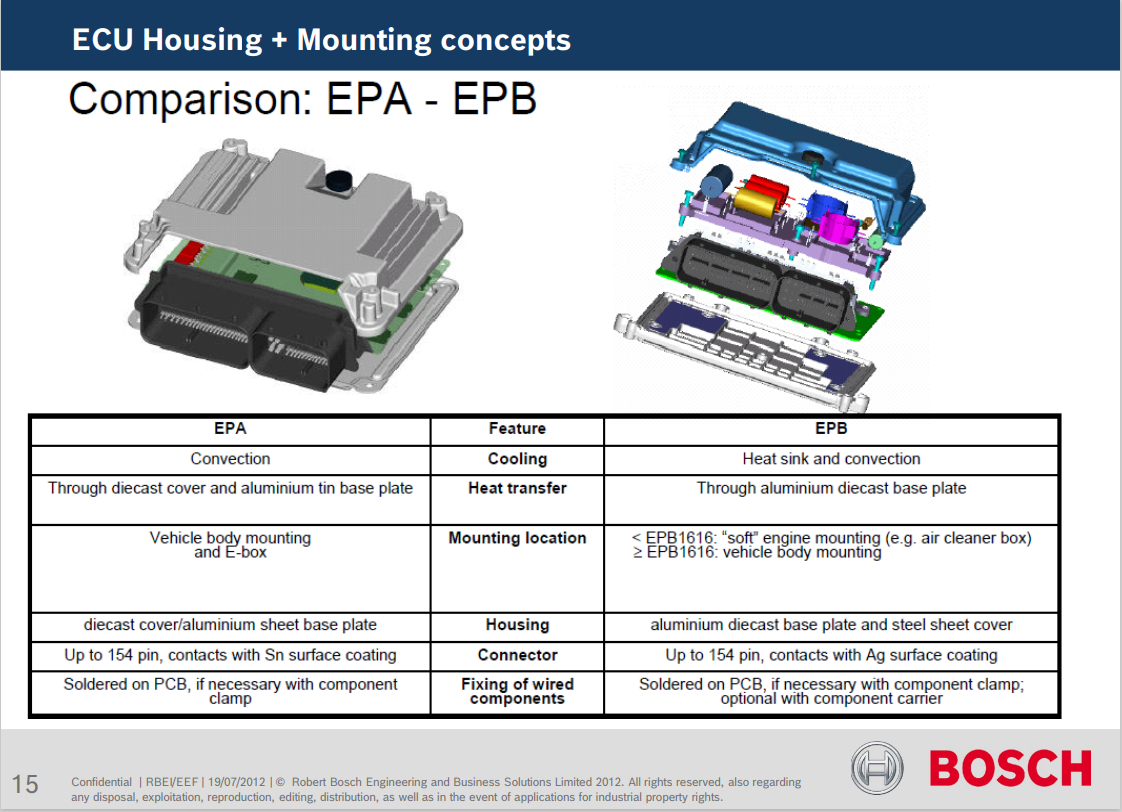 ECU Housing + Mounting concepts
Comparison: EPA - EPB
EPA Feature EPB
Convection Cooling Heat sink and convection
Through diecast cover and aluminium tin base plate Heat transfer Through aluminium diecast base plate
Vehicle body mounting Mounting location < EPB1616: “soft” engine mounting (e.g. air cleaner box)
and E-box ≥ EPB1616: vehicle body mounting
diecast cover/aluminium sheet base plate Housing aluminium diecast base plate and steel sheet cover
Up to 154 pin, contacts with Sn surface coating Connector Up to 154 pin, contacts with Ag surface coating
Soldered on PCB, if necessary with component Fixing of wired Soldered on PCB, if necessary with component clamp;
clamp components optional with component carrier
15
Confidential | RBEI/EEF | 19/07/2012 | © Robert Bosch Engineering and Business Solutions Limited 2012. All rights reserved, also regarding
any disposal, exploitation, reproduction, editing, distribution, as well as in the event of applications for industrial property rights.
BOSCH